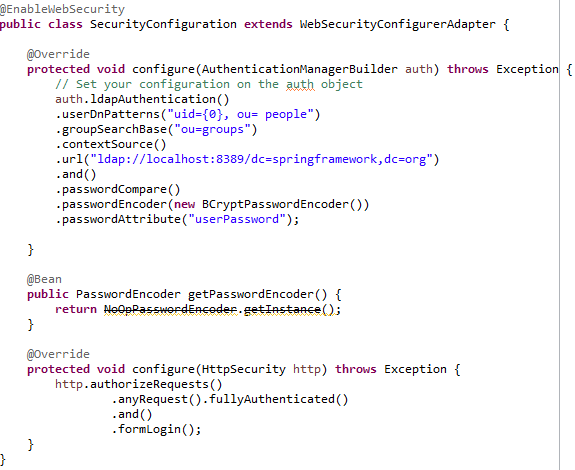 @EnableWebSecurity
public class SecurityConfiguration extends WebSecurityConfigurerAdapter {
@Override
protected void configure(AuthenticationManagerBuilder auth) throws Exception {
// Set your configuration on the auth object
auth.ldapAuthentication()
.userDnPatterns("uid={0}, ou= people")
.groupSearchBase("ou=groups")
.contextSource()
.url("ldap://localhost:8389/dc=springframework,dc=org")
.and()
.passwordCompare()
.passwordEncoder(new BCryptPasswordEncoder())
.passwordAttribute("userPassword");
}
@Bean
public PasswordEncoder getPasswordEncoder() {
return NoOpPasswordEncoder.getInstance();
}
@Override
protected void configure(HttpSecurity http) throws Exception {
http.authorizeRequests()
.anyRequest().fullyAuthenticated()
.and()
.formLogin();
}
}